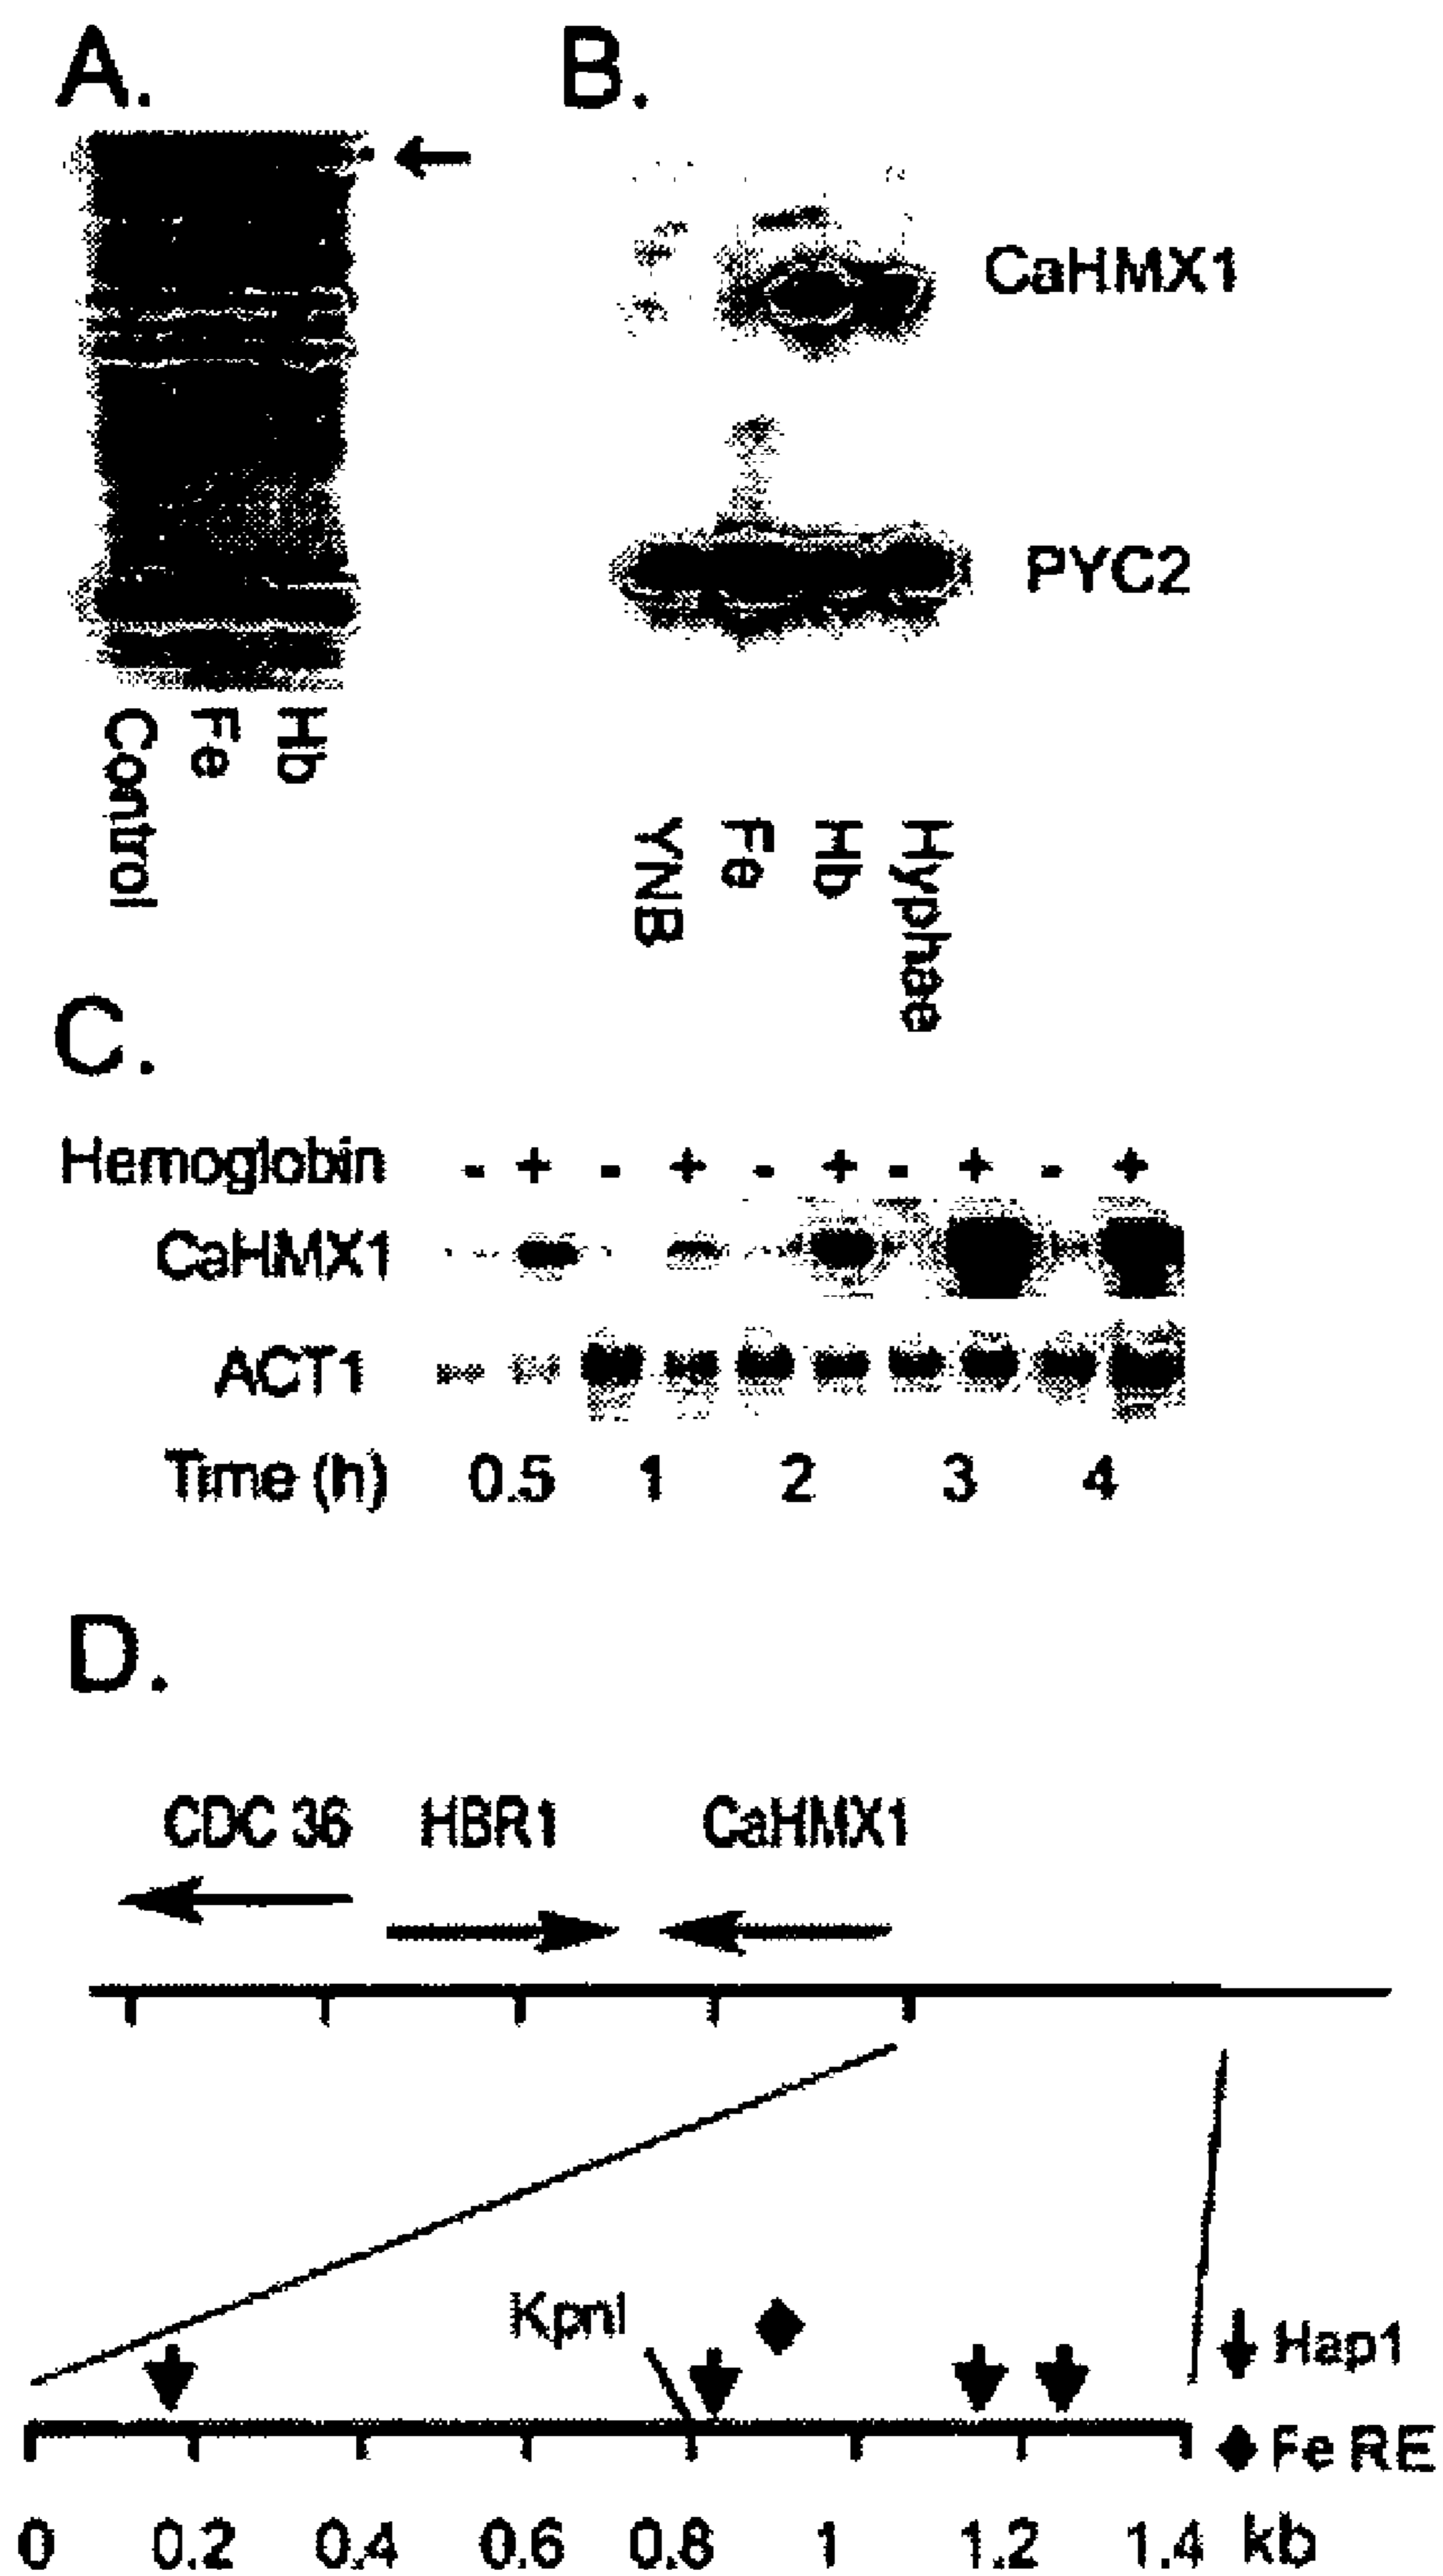 A.
B.
CaHMX1
PYC2
Control
Fe
Hb
YNB
Fe
Hb
Hyphae
C.
Hemoglobin - + - + - + - + - +
CaHMX1
ACT1
Time (h) 0.5 1 2 3 4
D.
CDC 36 HBR1 CaHMX1
KpnI
Hap1
Fe RE
0 0.2 0.4 0.6 0.8 1 1.2 1.4 kb